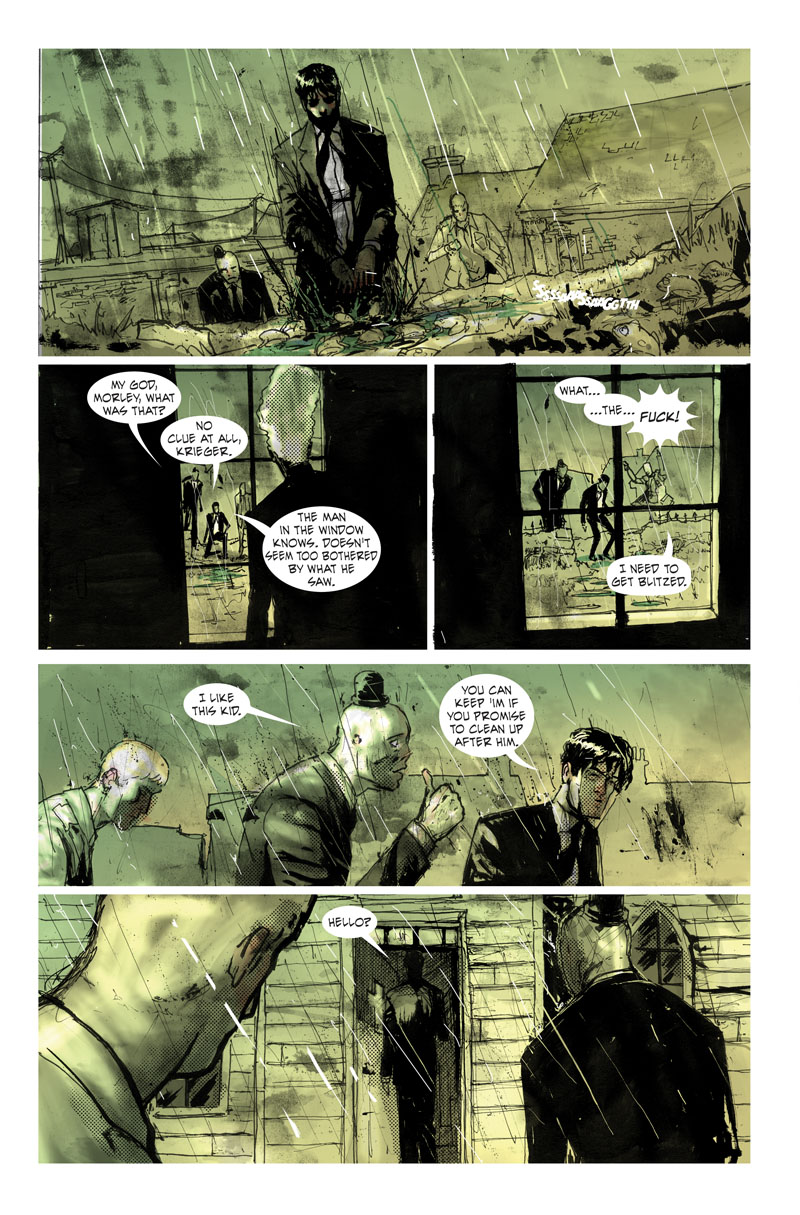 SSSSSSAAASSAAGGTTH
MY GOD,
MORLEY, WHAT
WAS THAT?
NO
CLUE AT ALL,
KRIEGER.
THE MAN
IN THE WINDOW
KNOWS. DOESN'T
SEEM TOO BOTHERED
BY WHAT HE
SAW.
WHAT...
...THE...
FUCK!
I NEED TO
GET BLITZED.
I LIKE
THIS KID.
YOU CAN
KEEP 'IM IF
YOU PROMISE
TO CLEAN UP
AFTER HIM.
HELLO?